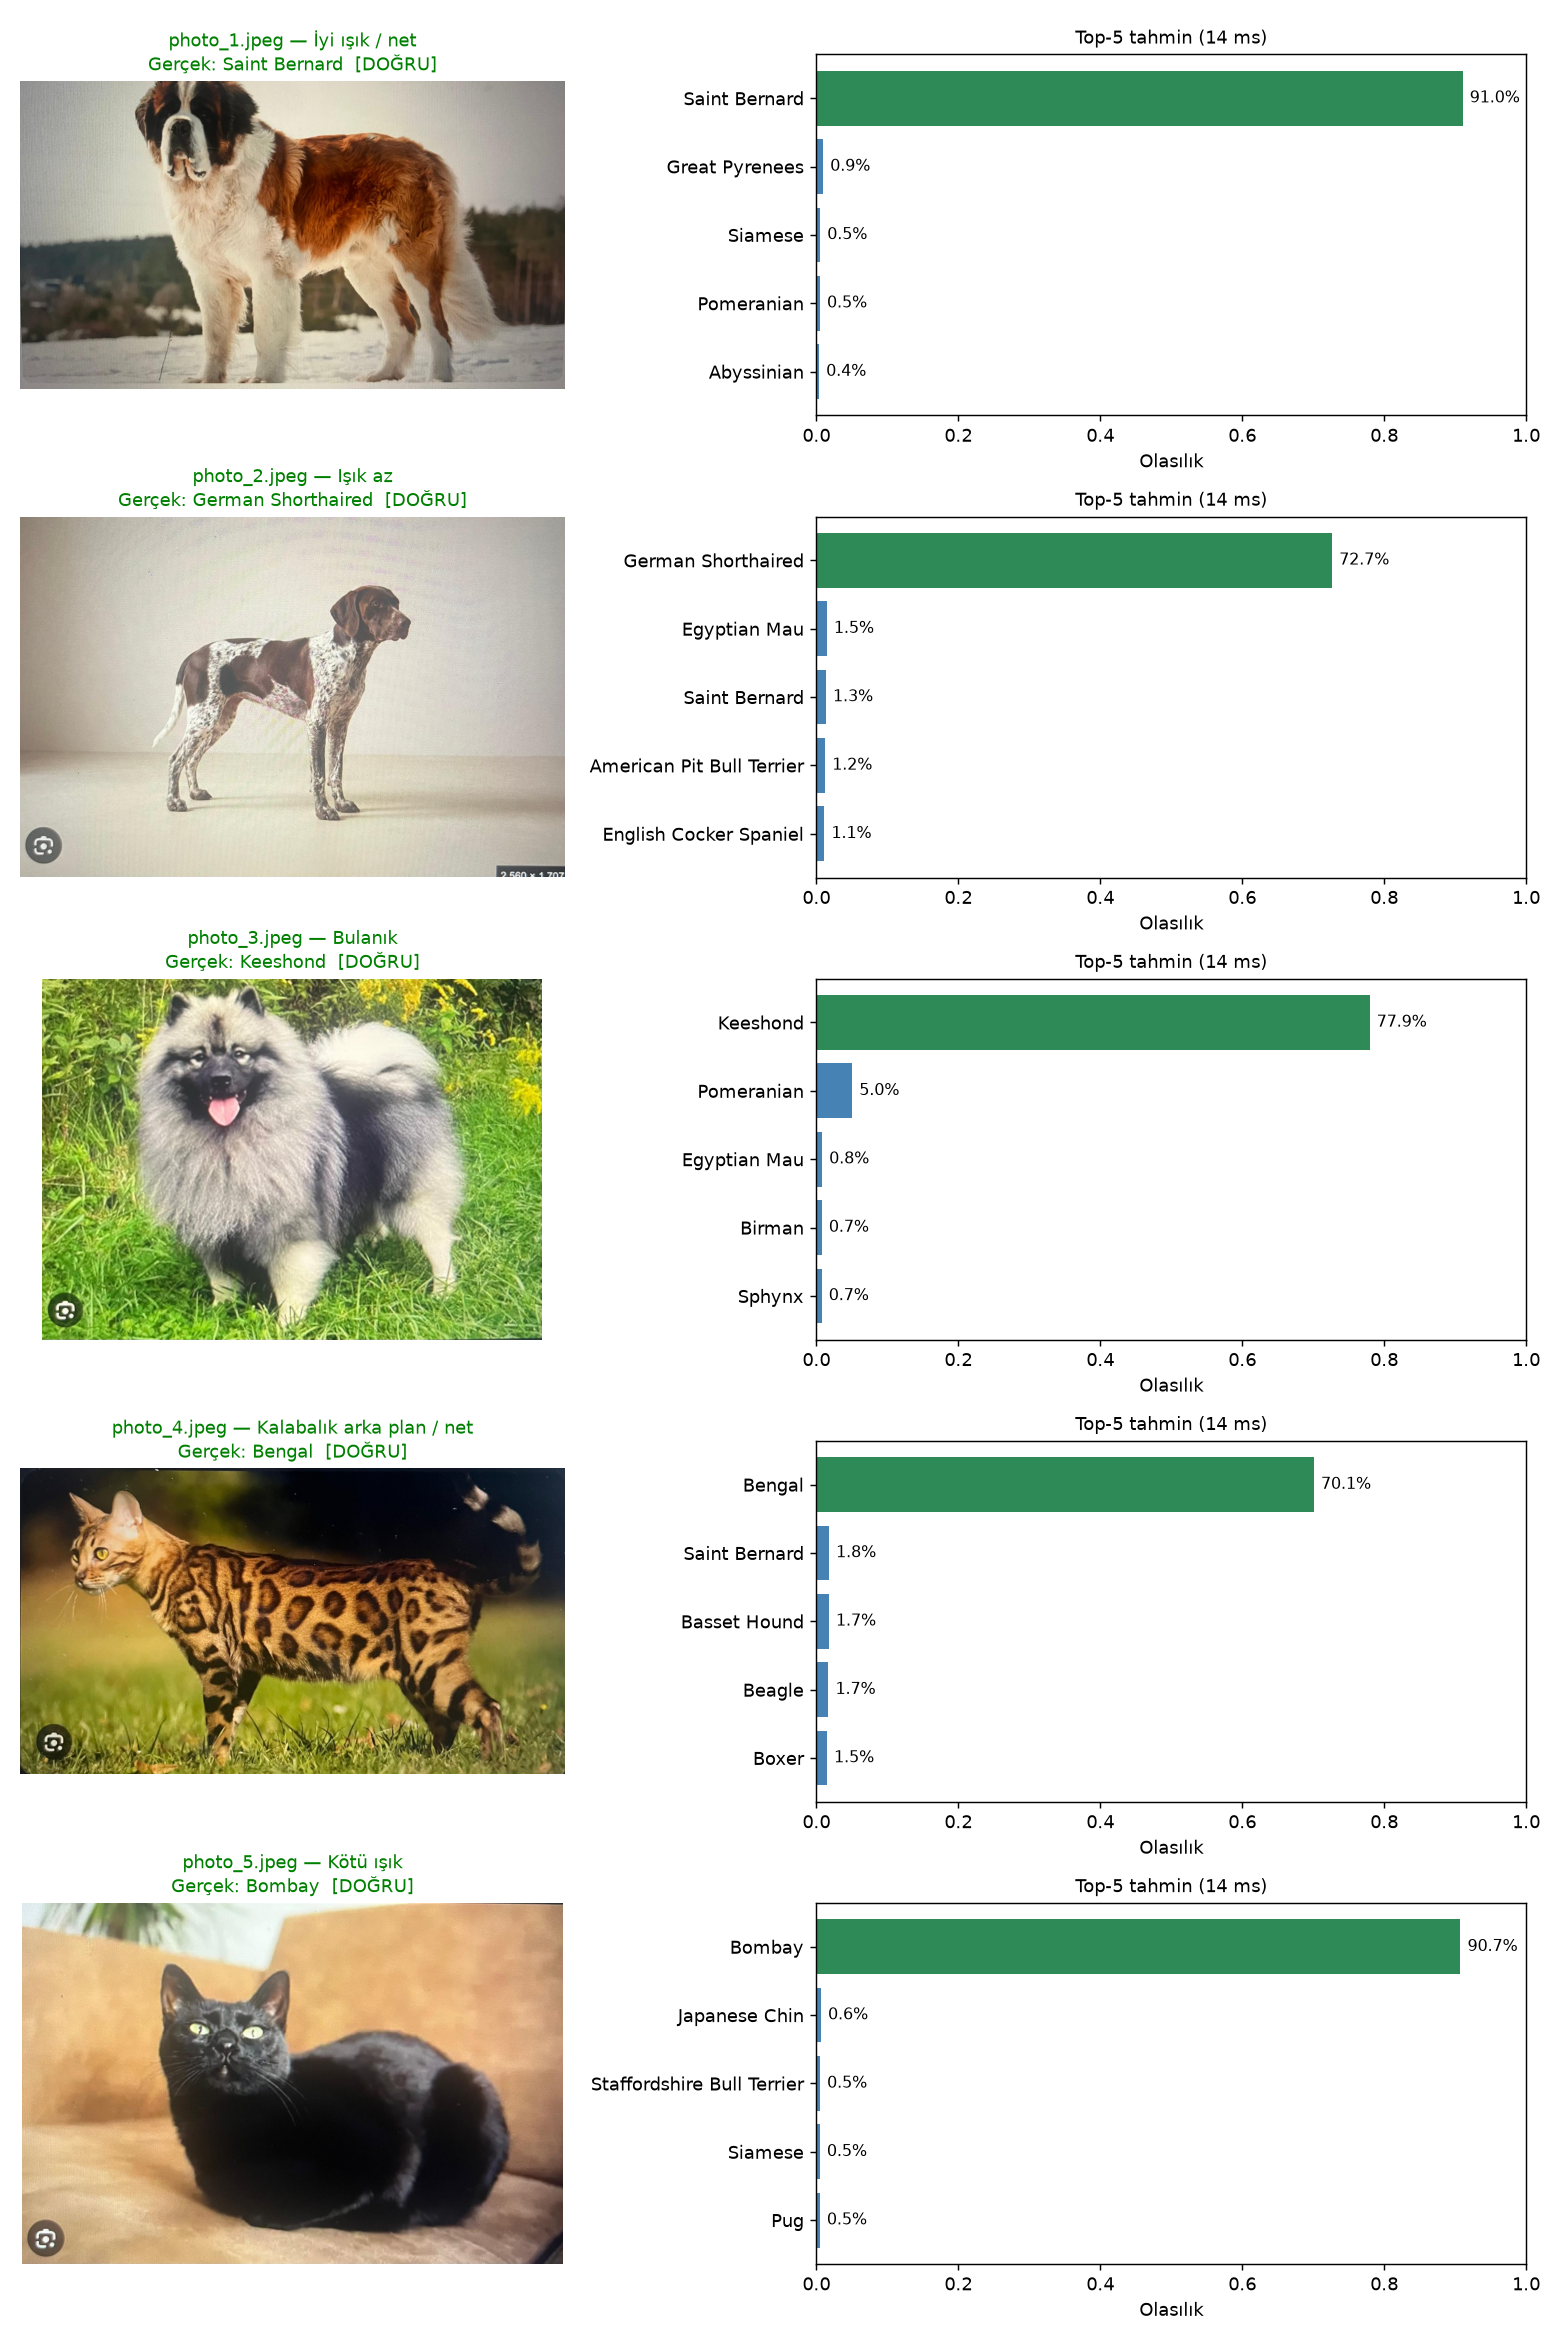 photo_1.jpeg — İyi ışık / net
Gerçek: Saint Bernard [DOĞRU]
Top-5 tahmin (14 ms)
Saint Bernard 91.0%
Great Pyrenees 0.9%
Siamese 0.5%
Pomeranian 0.5%
Abyssinian 0.4%
0.0 0.2 0.4 0.6 0.8 1.0
Olasılık
photo_2.jpeg — Işık az
Gerçek: German Shorthaired [DOĞRU]
2.560 × 1.707
Top-5 tahmin (14 ms)
German Shorthaired 72.7%
Egyptian Mau 1.5%
Saint Bernard 1.3%
American Pit Bull Terrier 1.2%
English Cocker Spaniel 1.1%
0.0 0.2 0.4 0.6 0.8 1.0
Olasılık
photo_3.jpeg — Bulanık
Gerçek: Keeshond [DOĞRU]
Top-5 tahmin (14 ms)
Keeshond 77.9%
Pomeranian 5.0%
Egyptian Mau 0.8%
Birman 0.7%
Sphynx 0.7%
0.0 0.2 0.4 0.6 0.8 1.0
Olasılık
photo_4.jpeg — Kalabalık arka plan / net
Gerçek: Bengal [DOĞRU]
Top-5 tahmin (14 ms)
Bengal 70.1%
Saint Bernard 1.8%
Basset Hound 1.7%
Beagle 1.7%
Boxer 1.5%
0.0 0.2 0.4 0.6 0.8 1.0
Olasılık
photo_5.jpeg — Kötü ışık
Gerçek: Bombay [DOĞRU]
Top-5 tahmin (14 ms)
Bombay 90.7%
Japanese Chin 0.6%
Staffordshire Bull Terrier 0.5%
Siamese 0.5%
Pug 0.5%
0.0 0.2 0.4 0.6 0.8 1.0
Olasılık